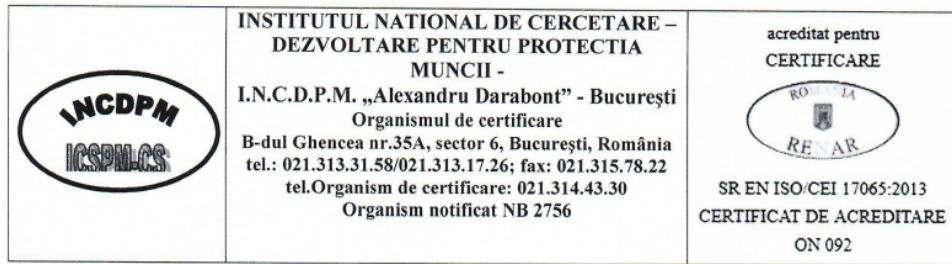 INCDPM
ICSPM-CS
INSTITUTUL NATIONAL DE CERCETARE –
DEZVOLTARE PENTRU PROTECTIA
MUNCII -
I.N.C.D.P.M. „Alexandru Darabont” - București
Organismul de certificare
B-dul Ghencea nr.35A, sector 6, București, România
tel.: 021.313.31.58/021.313.17.26; fax: 021.315.78.22
tel.Organism de certificare: 021.314.43.30
Organism notificat NB 2756
acreditat pentru
CERTIFICARE
ROMANIA
RENAR
SR EN ISO/CEI 17065:2013
CERTIFICAT DE ACREDITARE
ON 092